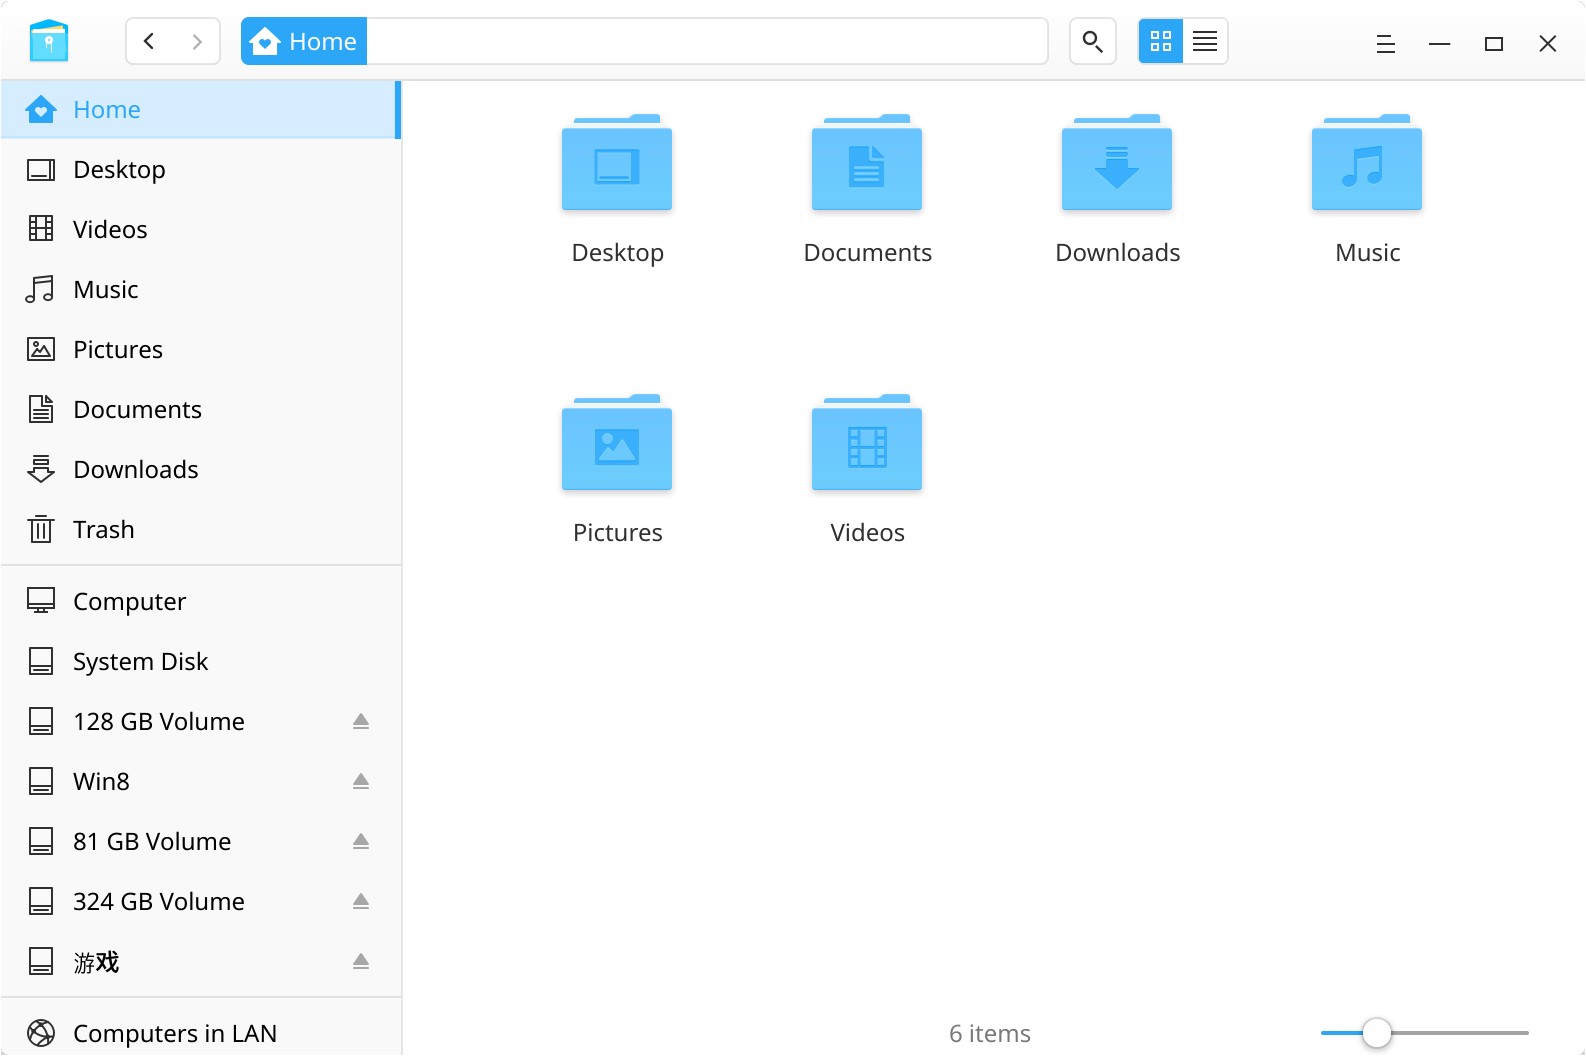 Home
Home
Desktop
Videos
Music
Pictures
Documents
Downloads
Trash
Computer
System Disk
128 GB Volume
Win8
81 GB Volume
324 GB Volume
游戏
Computers in LAN
Desktop
Documents
Downloads
Music
Pictures
Videos
6 items